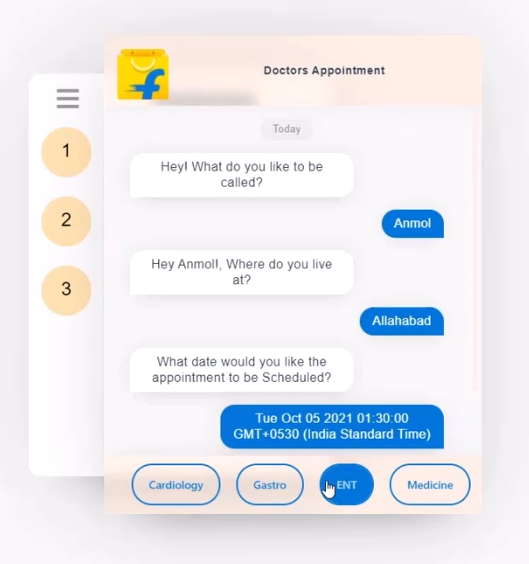 Doctors Appointment
Today
1
Hey! What do you like to be
called?
Anmol
2
Hey Anmol!, Where do you live
at?
3
Allahabad
What date would you like the
appointment to be Scheduled?
Tue Oct 05 2021 01:30:00
GMT+0530 (India Standard Time)
Cardiology
Gastro
ENT
Medicine